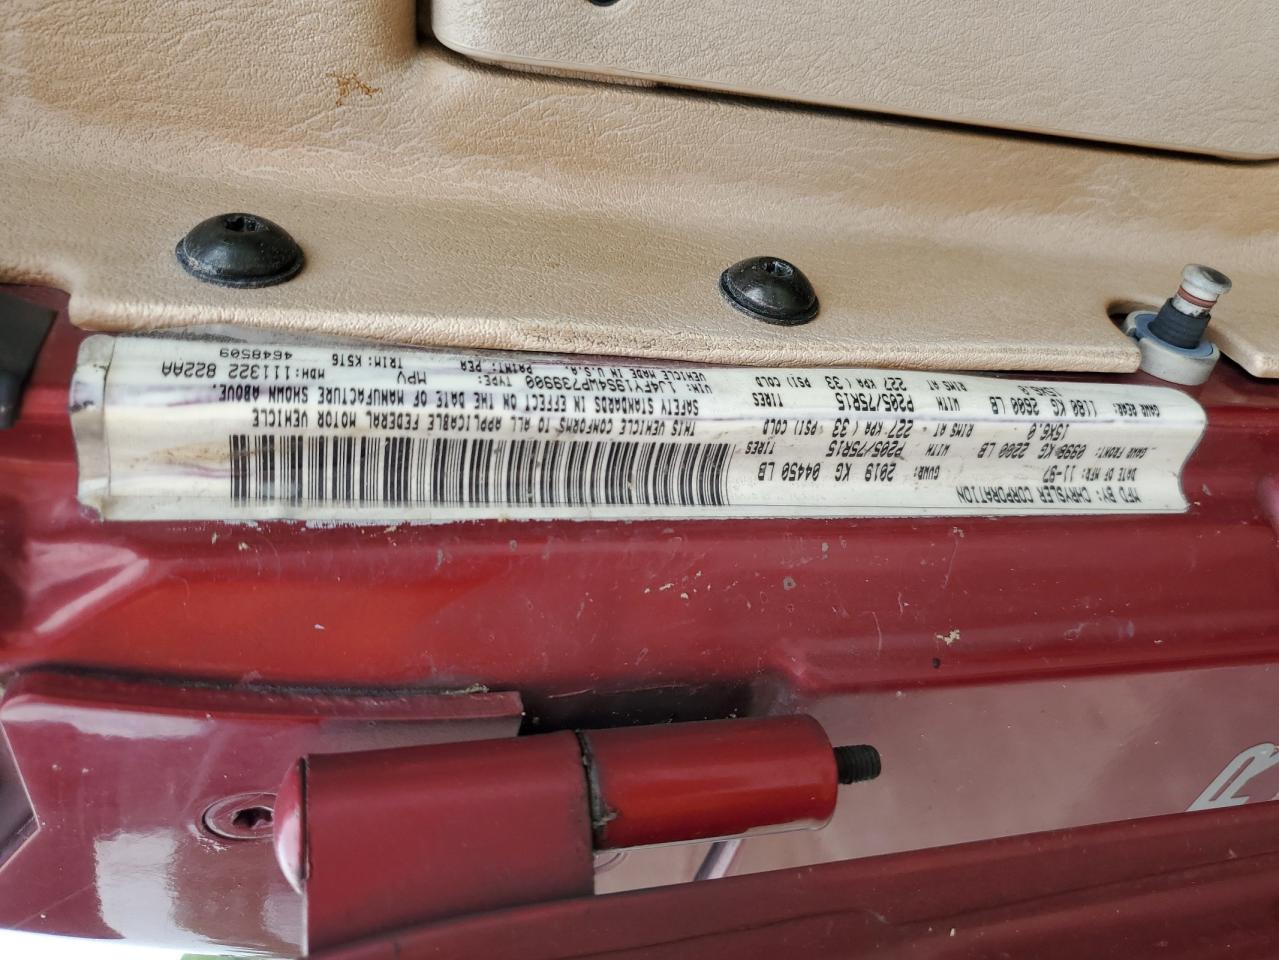 MFD BY: CHRYSLER CORPORATION
DATE OF MFR: 11-97 GVWR: 2019 KG 04450 LB
GAWR FRONT: 0998 KG 2200 LB WITH P205/75R15 TIRES
15X6.0 RIMS AT 227 KPA ( 33 PSI) COLD
GAWR REAR: 1180 KG 2600 LB WITH P205/75R15 TIRES
RIMS AT 227 KPA ( 33 PSI) COLD
THIS VEHICLE CONFORMS TO ALL APPLICABLE FEDERAL MOTOR VEHICLE
SAFETY STANDARDS IN EFFECT ON THE DATE OF MANUFACTURE SHOWN ABOVE.
TYPE: MPV MDH: 111322 822AA
VEHICLE MADE IN U.S.A. PAINT: PEA TRIM: K5T6 4648509